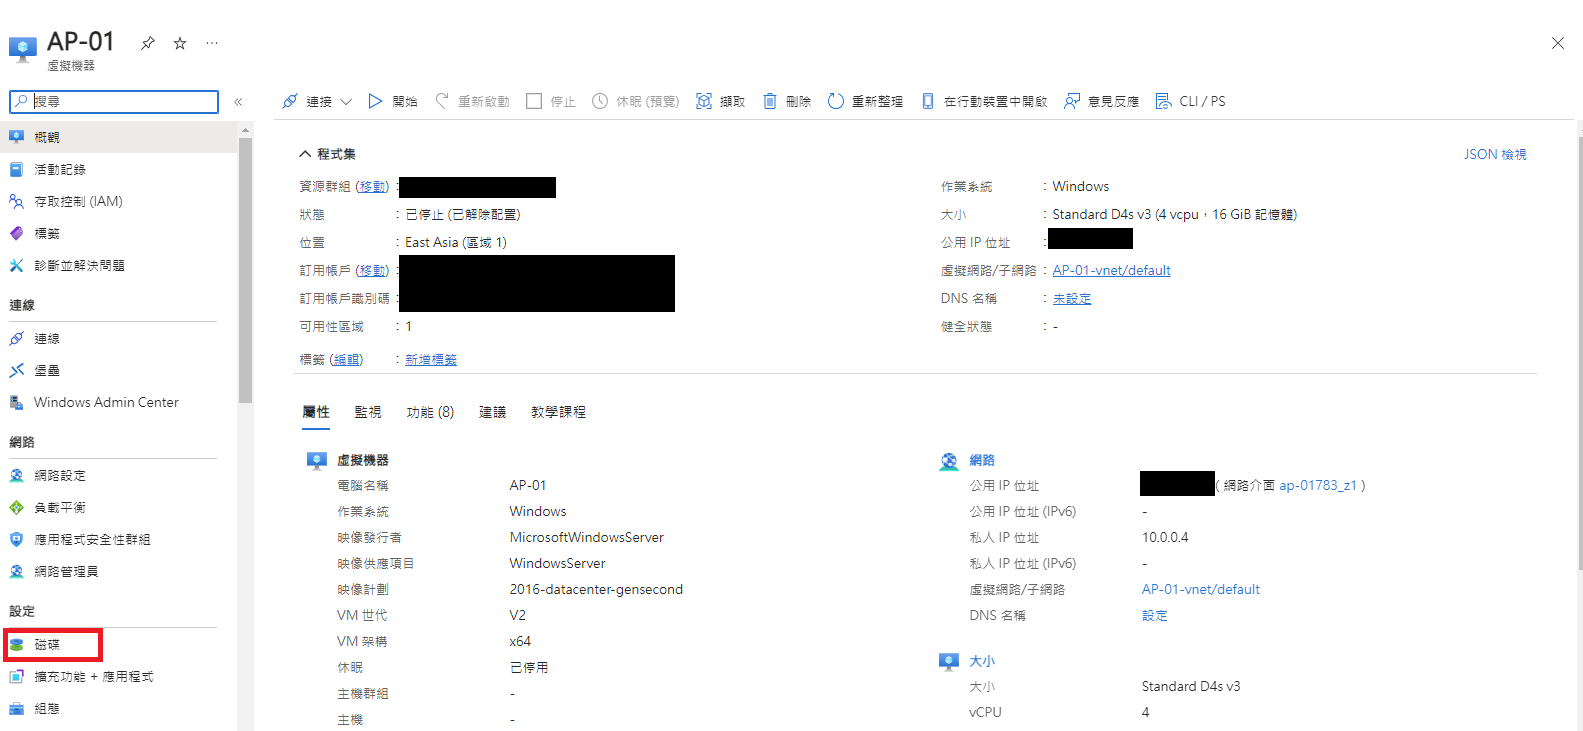 AP-01
虛擬機器
搜尋
概觀
活動記錄
存取控制 (IAM)
標籤
診斷並解決問題
連線
連線
堡壘
Windows Admin Center
網路
網路設定
負載平衡
應用程式安全性群組
網路管理員
設定
磁碟
擴充功能 + 應用程式
組態
連接 開始 重新啟動 停止 休眠 (預覽) 擷取 刪除 重新整理 在行動裝置中開啟 意見反應 CLI / PS
程式集
JSON 檢視
資源群組 (移動) :
狀態 : 已停止 (已解除配置)
位置 : East Asia (區域 1)
訂用帳戶 (移動) :
訂用帳戶識別碼 :
可用性區域 : 1
作業系統 : Windows
大小 : Standard D4s v3 (4 vcpu，16 GiB 記憶體)
公用 IP 位址 :
虛擬網路/子網路 : AP-01-vnet/default
DNS 名稱 : 未設定
健全狀態 : -
標籤 (編輯) : 新增標籤
屬性 監視 功能 (8) 建議 教學課程
虛擬機器
電腦名稱 AP-01
作業系統 Windows
映像發行者 MicrosoftWindowsServer
映像供應項目 WindowsServer
映像計劃 2016-datacenter-gensecond
VM 世代 V2
VM 架構 x64
休眠 已停用
主機群組 -
主機 -
網路
公用 IP 位址 ( 網路介面 ap-01783_z1 )
公用 IP 位址 (IPv6) -
私人 IP 位址 10.0.0.4
私人 IP 位址 (IPv6) -
虛擬網路/子網路 AP-01-vnet/default
DNS 名稱 設定
大小
大小 Standard D4s v3
vCPU 4